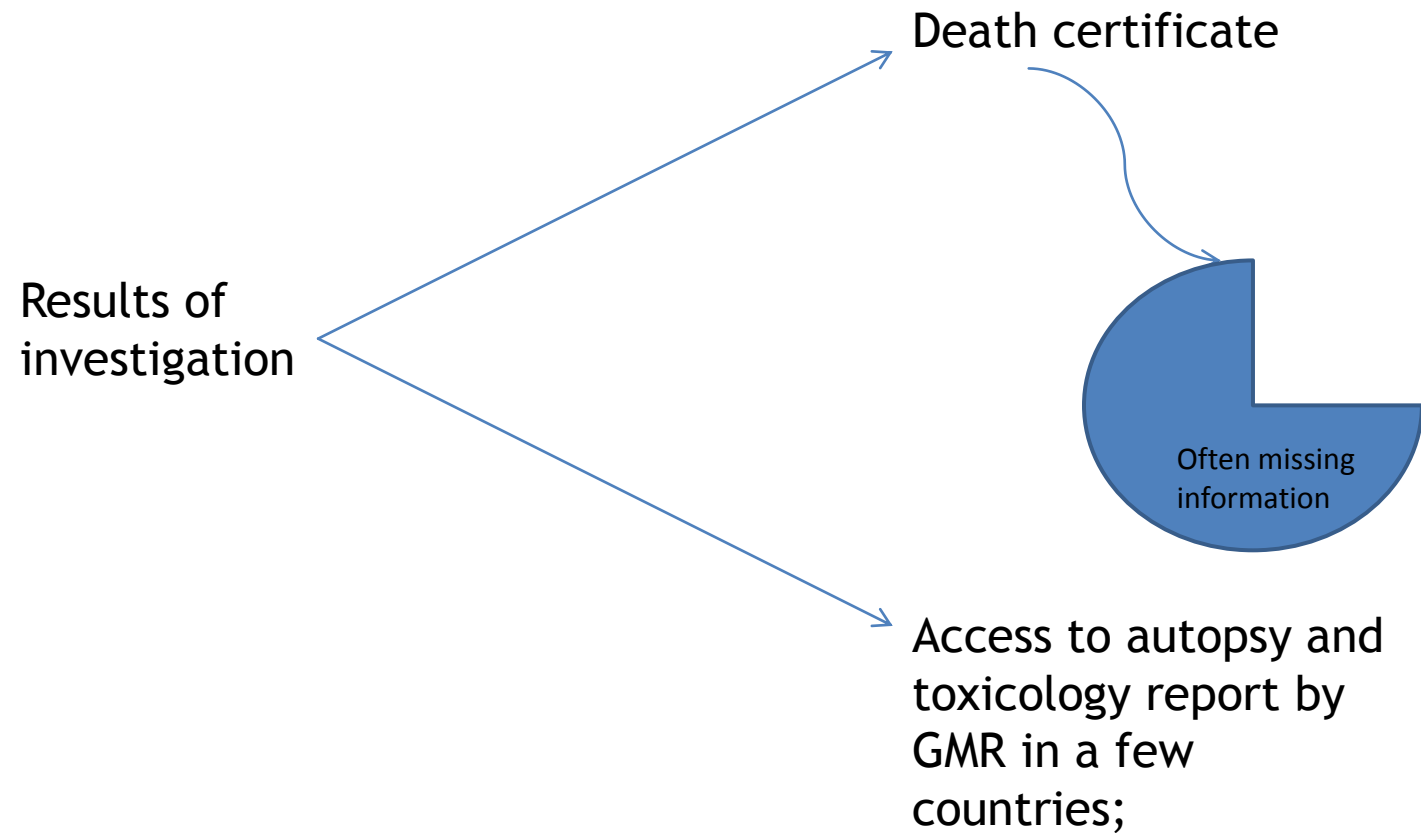 Death certificate
Results of
investigation
Often missing
information
Access to autopsy and
toxicology report by
GMR in a few
countries;